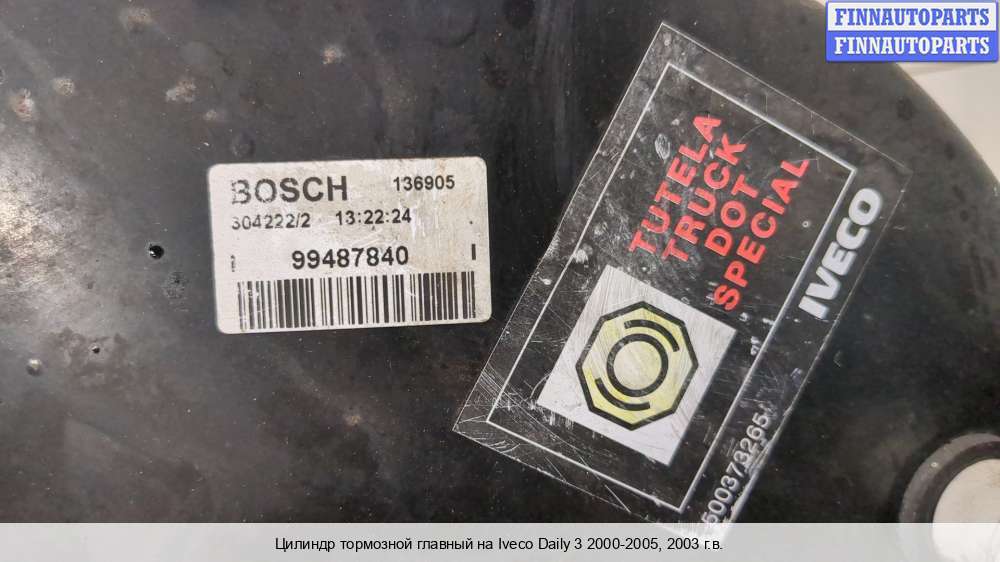 FINNAUTOPARTS
FINNAUTOPARTS
BOSCH 136905
304222/2 13:22:24
99487840
TUTELA
TRUCK
DOT
SPECIAL
IVECO
500373265
Цилиндр тормозной главный на Iveco Daily 3 2000-2005, 2003 г.в.